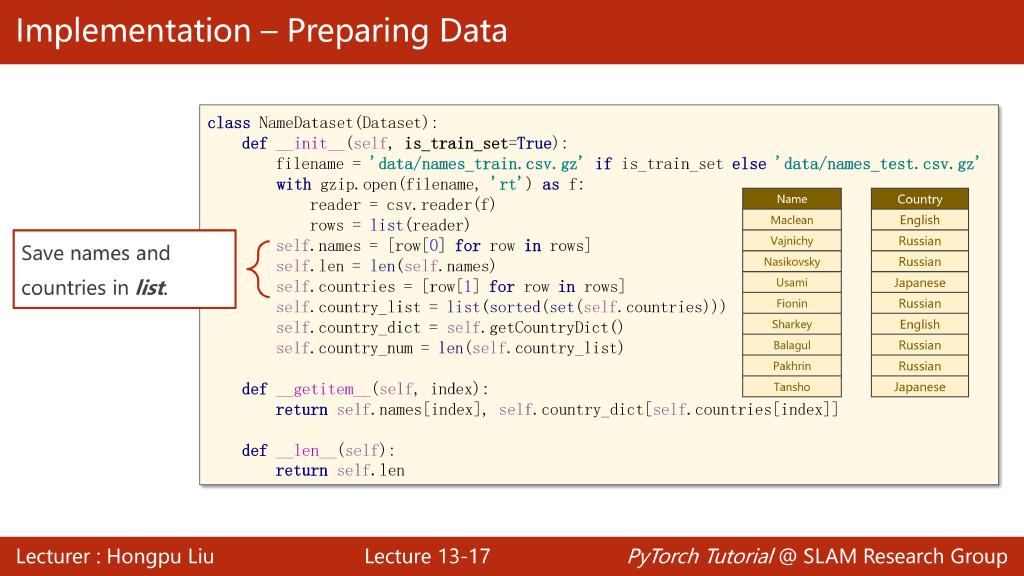 Implementation – Preparing Data
class NameDataset(Dataset):
    def __init__(self, is_train_set=True):
        filename = 'data/names_train.csv.gz' if is_train_set else 'data/names_test.csv.gz'
        with gzip.open(filename, 'rt') as f:
            reader = csv.reader(f)
            rows = list(reader)
        self.names = [row[0] for row in rows]
        self.len = len(self.names)
        self.countries = [row[1] for row in rows]
        self.country_list = list(sorted(set(self.countries)))
        self.country_dict = self.getCountryDict()
        self.country_num = len(self.country_list)
    def __getitem__(self, index):
        return self.names[index], self.country_dict[self.countries[index]]
    def __len__(self):
        return self.len
Save names and
countries in list.
Name Country
Maclean English
Vajnichy Russian
Nasikovsky Russian
Usami Japanese
Fionin Russian
Sharkey English
Balagul Russian
Pakhrin Russian
Tansho Japanese
Lecturer : Hongpu Liu Lecture 13-17 PyTorch Tutorial @ SLAM Research Group